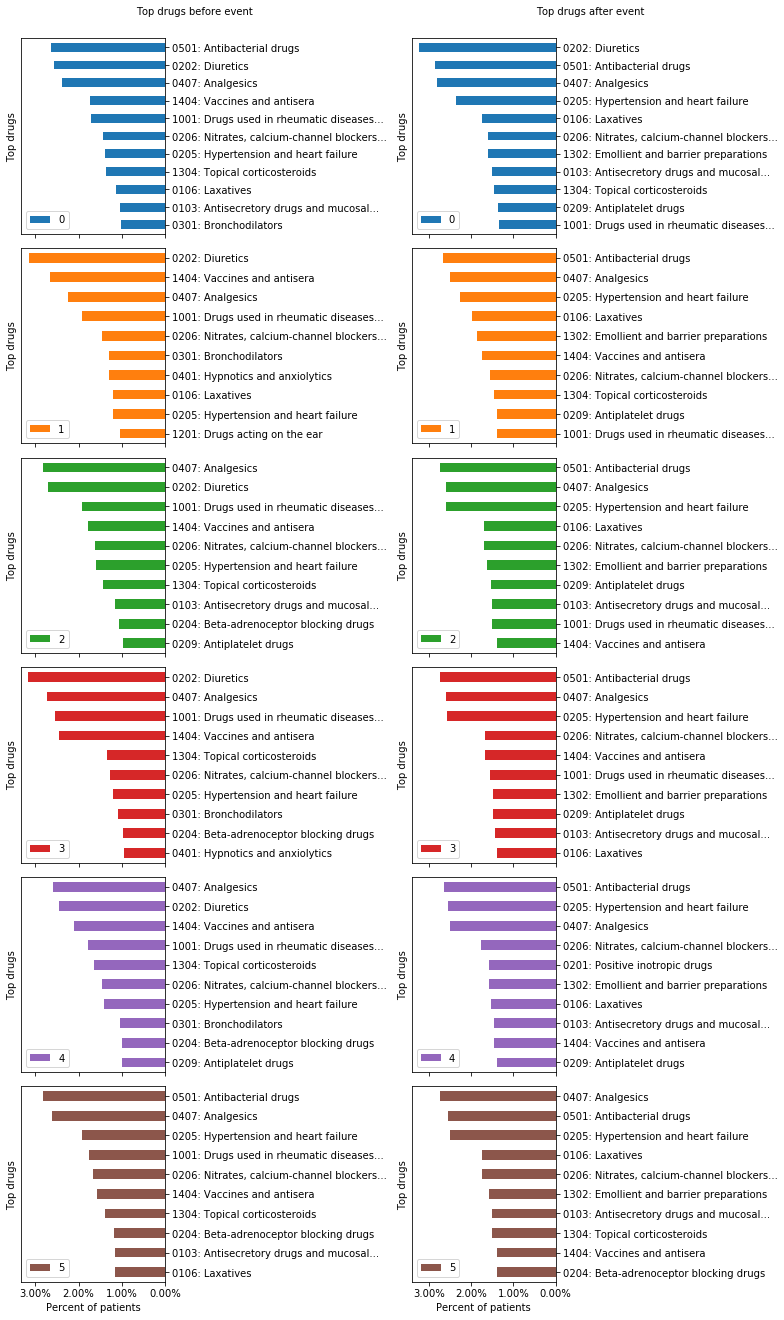 Top drugs before event
Top drugs
0501: Antibacterial drugs
0202: Diuretics
0407: Analgesics
1404: Vaccines and antisera
1001: Drugs used in rheumatic diseases...
0206: Nitrates, calcium-channel blockers...
0205: Hypertension and heart failure
1304: Topical corticosteroids
0106: Laxatives
0103: Antisecretory drugs and mucosal...
0301: Bronchodilators
0
Top drugs after event
Top drugs
0202: Diuretics
0501: Antibacterial drugs
0407: Analgesics
0205: Hypertension and heart failure
0106: Laxatives
0206: Nitrates, calcium-channel blockers...
1302: Emollient and barrier preparations
0103: Antisecretory drugs and mucosal...
1304: Topical corticosteroids
0209: Antiplatelet drugs
1001: Drugs used in rheumatic diseases...
0
Top drugs
0202: Diuretics
1404: Vaccines and antisera
0407: Analgesics
1001: Drugs used in rheumatic diseases...
0206: Nitrates, calcium-channel blockers...
0301: Bronchodilators
0401: Hypnotics and anxiolytics
0106: Laxatives
0205: Hypertension and heart failure
1201: Drugs acting on the ear
1
Top drugs
0501: Antibacterial drugs
0407: Analgesics
0205: Hypertension and heart failure
0106: Laxatives
1302: Emollient and barrier preparations
1404: Vaccines and antisera
0206: Nitrates, calcium-channel blockers...
1304: Topical corticosteroids
0209: Antiplatelet drugs
1001: Drugs used in rheumatic diseases...
1
Top drugs
0407: Analgesics
0202: Diuretics
1001: Drugs used in rheumatic diseases...
1404: Vaccines and antisera
0206: Nitrates, calcium-channel blockers...
0205: Hypertension and heart failure
1304: Topical corticosteroids
0103: Antisecretory drugs and mucosal...
0204: Beta-adrenoceptor blocking drugs
0209: Antiplatelet drugs
2
Top drugs
0501: Antibacterial drugs
0407: Analgesics
0205: Hypertension and heart failure
0106: Laxatives
0206: Nitrates, calcium-channel blockers...
1302: Emollient and barrier preparations
0209: Antiplatelet drugs
0103: Antisecretory drugs and mucosal...
1001: Drugs used in rheumatic diseases...
1404: Vaccines and antisera
2
Top drugs
0202: Diuretics
0407: Analgesics
1001: Drugs used in rheumatic diseases...
1404: Vaccines and antisera
1304: Topical corticosteroids
0206: Nitrates, calcium-channel blockers...
0205: Hypertension and heart failure
0301: Bronchodilators
0204: Beta-adrenoceptor blocking drugs
0401: Hypnotics and anxiolytics
3
Top drugs
0501: Antibacterial drugs
0407: Analgesics
0205: Hypertension and heart failure
0206: Nitrates, calcium-channel blockers...
1404: Vaccines and antisera
1001: Drugs used in rheumatic diseases...
1302: Emollient and barrier preparations
0209: Antiplatelet drugs
0103: Antisecretory drugs and mucosal...
0106: Laxatives
3
Top drugs
0407: Analgesics
0202: Diuretics
1404: Vaccines and antisera
1001: Drugs used in rheumatic diseases...
1304: Topical corticosteroids
0206: Nitrates, calcium-channel blockers...
0205: Hypertension and heart failure
0301: Bronchodilators
0204: Beta-adrenoceptor blocking drugs
0209: Antiplatelet drugs
4
Top drugs
0501: Antibacterial drugs
0205: Hypertension and heart failure
0407: Analgesics
0206: Nitrates, calcium-channel blockers...
0201: Positive inotropic drugs
1302: Emollient and barrier preparations
0106: Laxatives
0103: Antisecretory drugs and mucosal...
1404: Vaccines and antisera
0209: Antiplatelet drugs
4
Top drugs
0501: Antibacterial drugs
0407: Analgesics
0205: Hypertension and heart failure
1001: Drugs used in rheumatic diseases...
0206: Nitrates, calcium-channel blockers...
1404: Vaccines and antisera
1304: Topical corticosteroids
0204: Beta-adrenoceptor blocking drugs
0103: Antisecretory drugs and mucosal...
0106: Laxatives
5
3.00% 2.00% 1.00% 0.00%
Percent of patients
Top drugs
0407: Analgesics
0501: Antibacterial drugs
0205: Hypertension and heart failure
0106: Laxatives
0206: Nitrates, calcium-channel blockers...
1302: Emollient and barrier preparations
0103: Antisecretory drugs and mucosal...
1304: Topical corticosteroids
1404: Vaccines and antisera
0204: Beta-adrenoceptor blocking drugs
5
3.00% 2.00% 1.00% 0.00%
Percent of patients